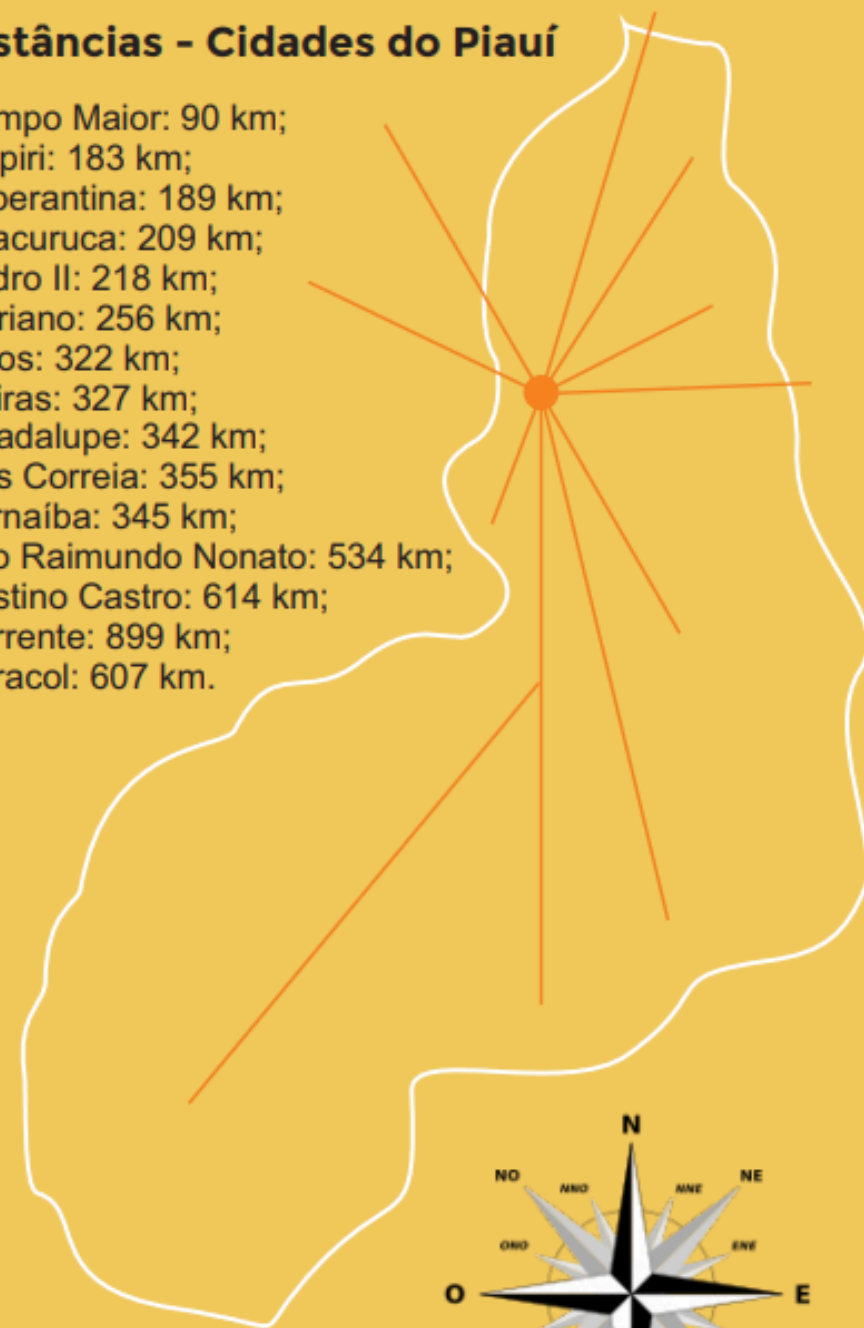 stâncias - Cidades do Piauí
mpo Maior: 90 km;
piri: 183 km;
perantina: 189 km;
acuruca: 209 km;
dro II: 218 km;
riano: 256 km;
os: 322 km;
iras: 327 km;
adalupe: 342 km;
s Correia: 355 km;
rnaíba: 345 km;
o Raimundo Nonato: 534 km;
stino Castro: 614 km;
rrente: 899 km;
racol: 607 km.
N
NO NNO NNE NE
ONO ENE
O E